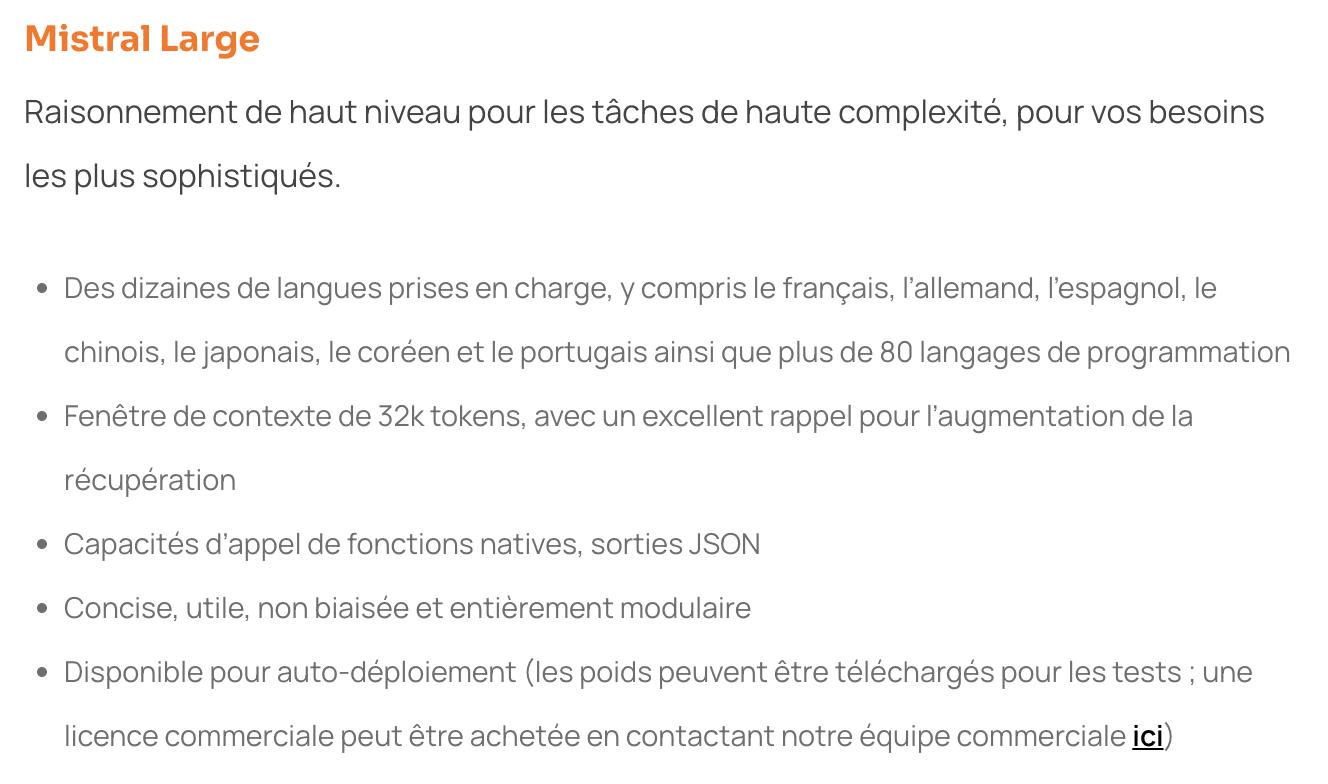 Mistral Large
Raisonnement de haut niveau pour les tâches de haute complexité, pour vos besoins
les plus sophistiqués.
• Des dizaines de langues prises en charge, y compris le français, l’allemand, l’espagnol, le
chinois, le japonais, le coréen et le portugais ainsi que plus de 80 langages de programmation
• Fenêtre de contexte de 32k tokens, avec un excellent rappel pour l’augmentation de la
récupération
• Capacités d’appel de fonctions natives, sorties JSON
• Concise, utile, non biaisée et entièrement modulaire
• Disponible pour auto-déploiement (les poids peuvent être téléchargés pour les tests ; une
licence commerciale peut être achetée en contactant notre équipe commerciale ici)